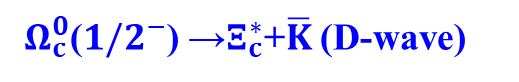 Ω_c^0(1/2^-) → Ξ_c^*+K̅ (D-wave)